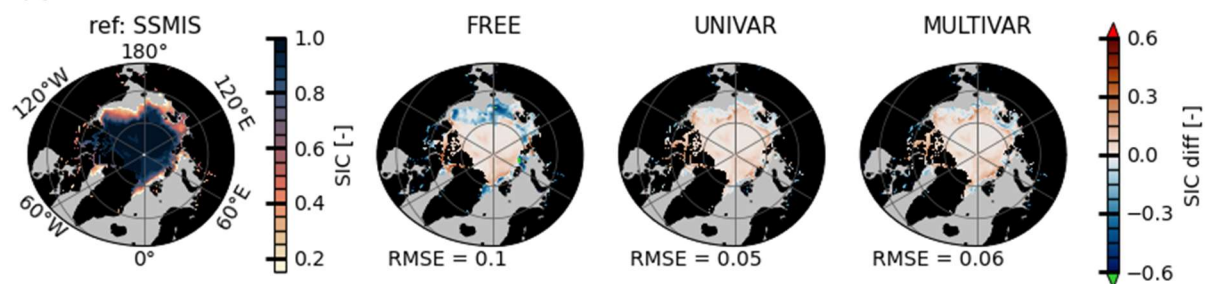 ref: SSMIS
180°
120°W
120°E
60°W
60°E
0°
1.0
0.8
0.6
0.4
0.2
SIC [-]
FREE
RMSE = 0.1
UNIVAR
RMSE = 0.05
MULTIVAR
RMSE = 0.06
0.6
0.3
0.0
−0.3
−0.6
SIC diff [-]